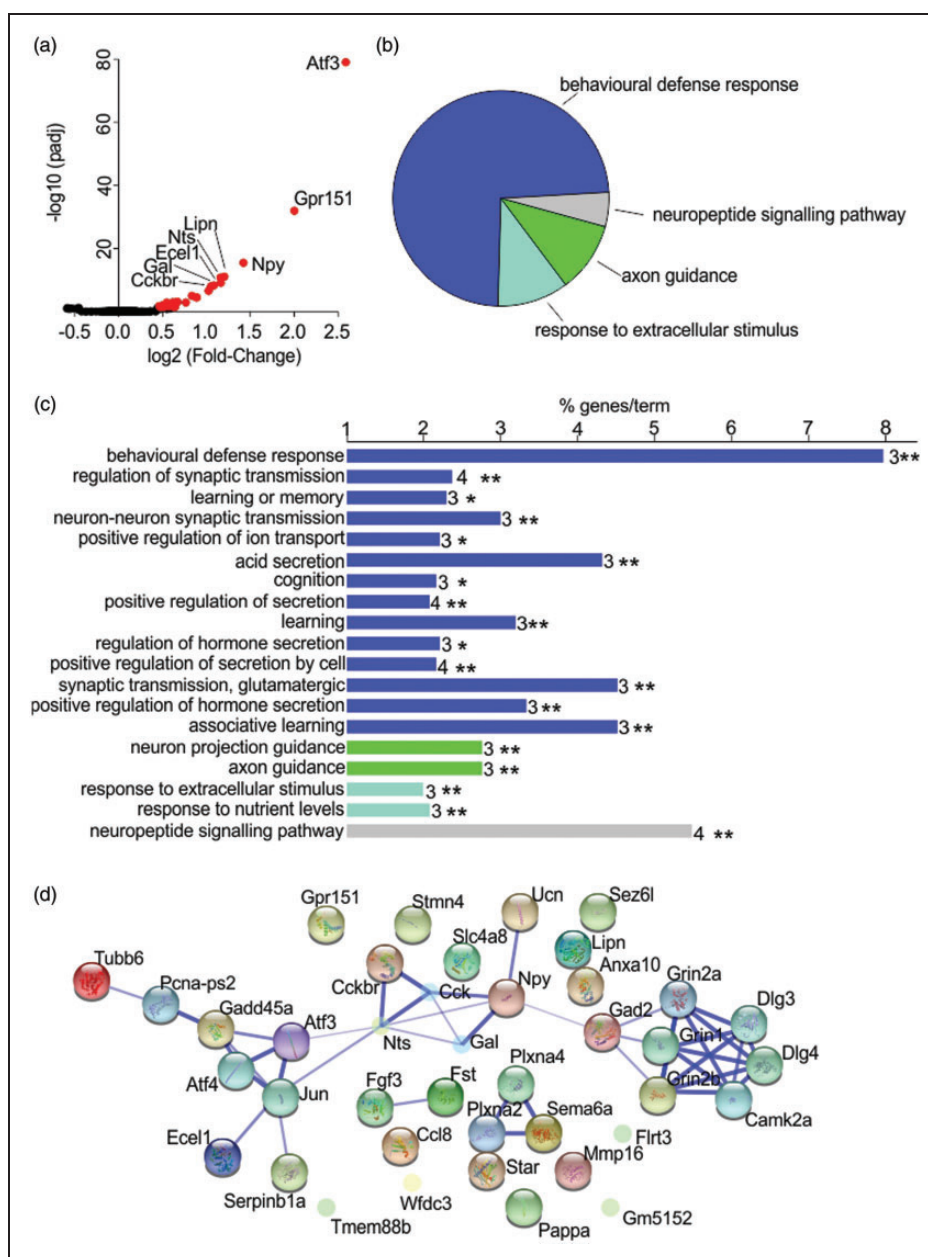 (a)
80
60
40
20
0
-log10 (padj)
Atf3
Gpr151
Lipn
Nts
Ecel1
Gal
Cckbr
Npy
-0.5 0.0 0.5 1.0 1.5 2.0 2.5
log2 (Fold-Change)
(b)
behavioural defense response
neuropeptide signalling pathway
axon guidance
response to extracellular stimulus
(c)
% genes/term
1 2 3 4 5 6 7 8
behavioural defense response 3**
regulation of synaptic transmission 4 **
learning or memory 3 *
neuron-neuron synaptic transmission 3 **
positive regulation of ion transport 3 *
acid secretion 3 **
cognition 3 *
positive regulation of secretion 4 **
learning 3**
regulation of hormone secretion 3 *
positive regulation of secretion by cell 4 **
synaptic transmission, glutamatergic 3 **
positive regulation of hormone secretion 3 **
associative learning 3 **
neuron projection guidance 3 **
axon guidance 3 **
response to extracellular stimulus 3 **
response to nutrient levels 3 **
neuropeptide signalling pathway 4 **
(d)
Gpr151
Stmn4
Ucn
Sez6l
Tubb6
Pcna-ps2
Slc4a8
Lipn
Anxa10
Cckbr
Cck
Npy
Grin2a
Gadd45a
Atf3
Gad2
Dlg3
Nts
Gal
Grin1
Dlg4
Atf4
Jun
Plxna4
Grin2b
Fgf3
Fst
Camk2a
Plxna2
Sema6a
Ecel1
Ccl8
Flrt3
Star
Mmp16
Serpinb1a
Wfdc3
Tmem88b
Pappa
Gm5152